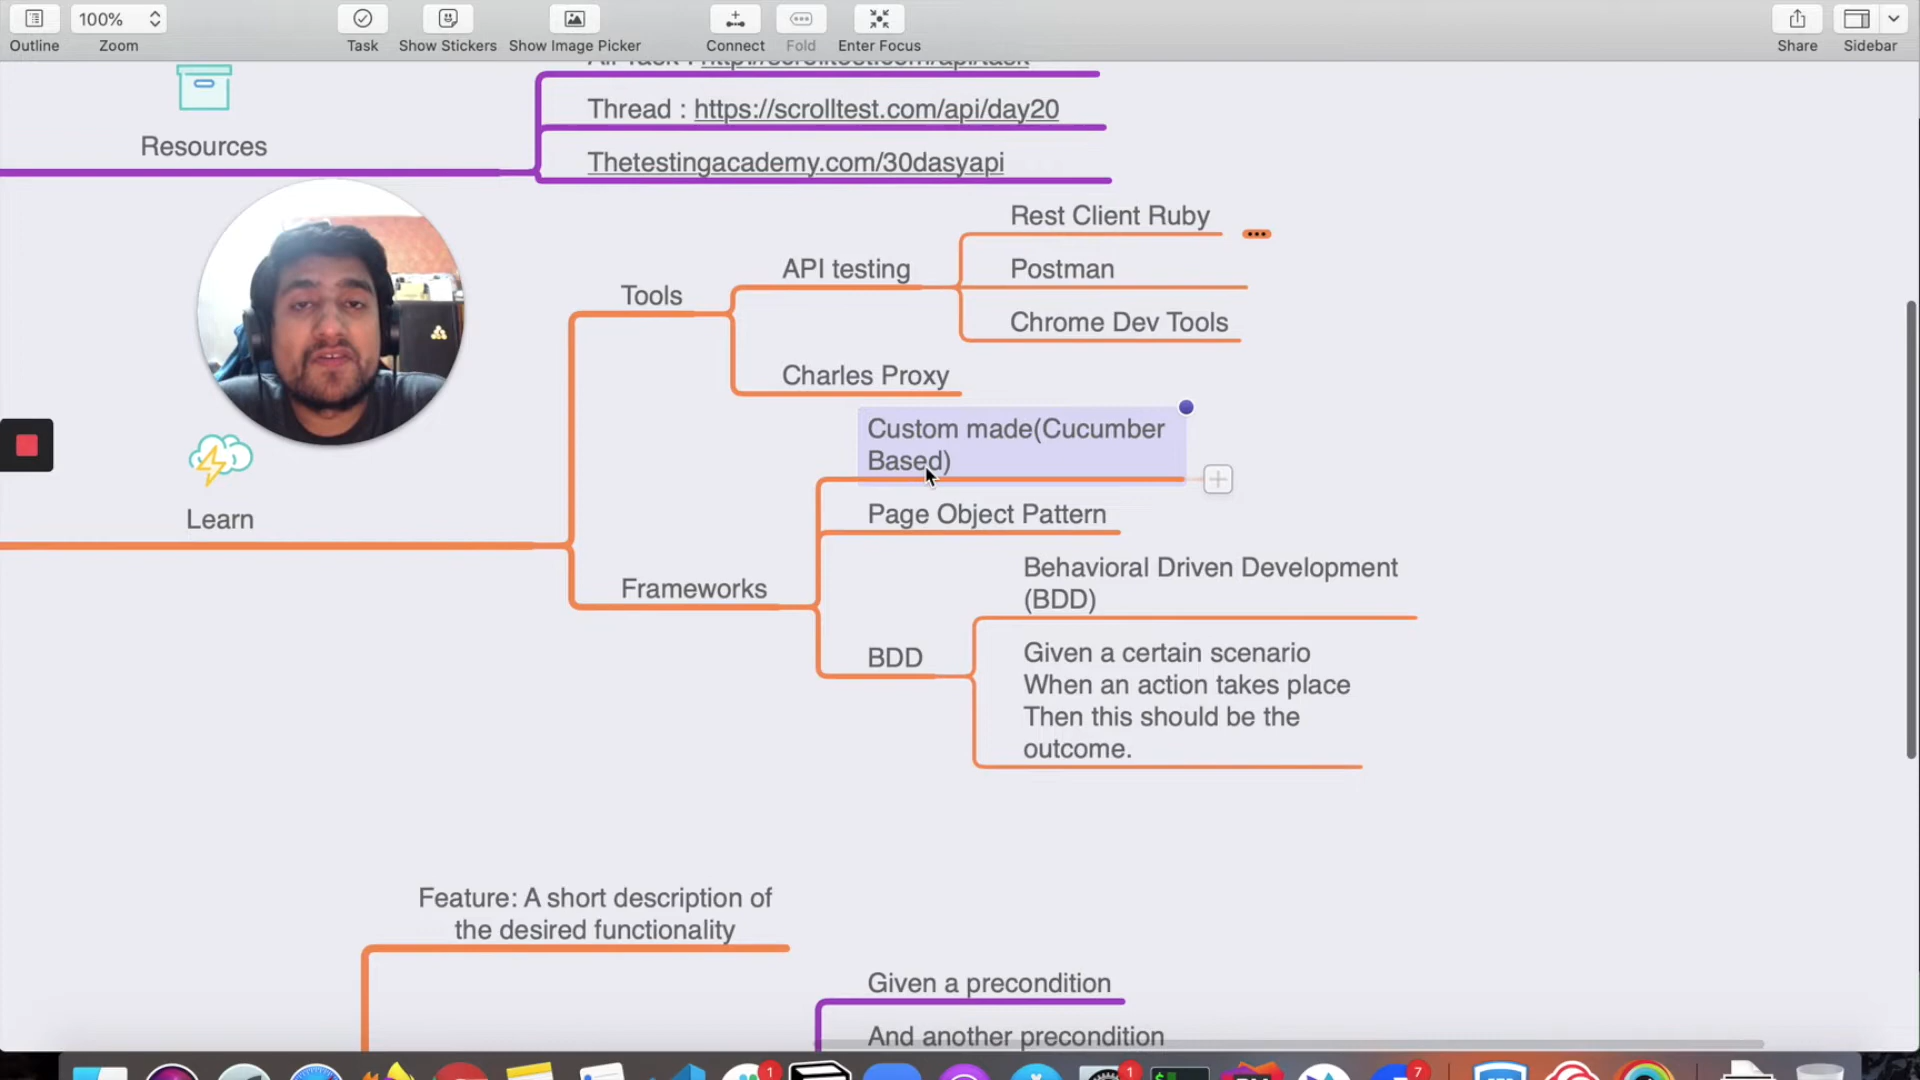 100%
Outline
Zoom
Task
Show Stickers
Show Image Picker
Connect
Fold
Enter Focus
Share
Sidebar
Resources
Thread : https://scrolltest.com/api/day20
Thetestingacademy.com/30dasyapi
Rest Client Ruby
API testing
Postman
Tools
Chrome Dev Tools
Charles Proxy
Custom made(Cucumber
Based)
Learn
Page Object Pattern
Frameworks
Behavioral Driven Development
(BDD)
BDD
Given a certain scenario
When an action takes place
Then this should be the
outcome.
Feature: A short description of
the desired functionality
Given a precondition
And another precondition
1
1
7